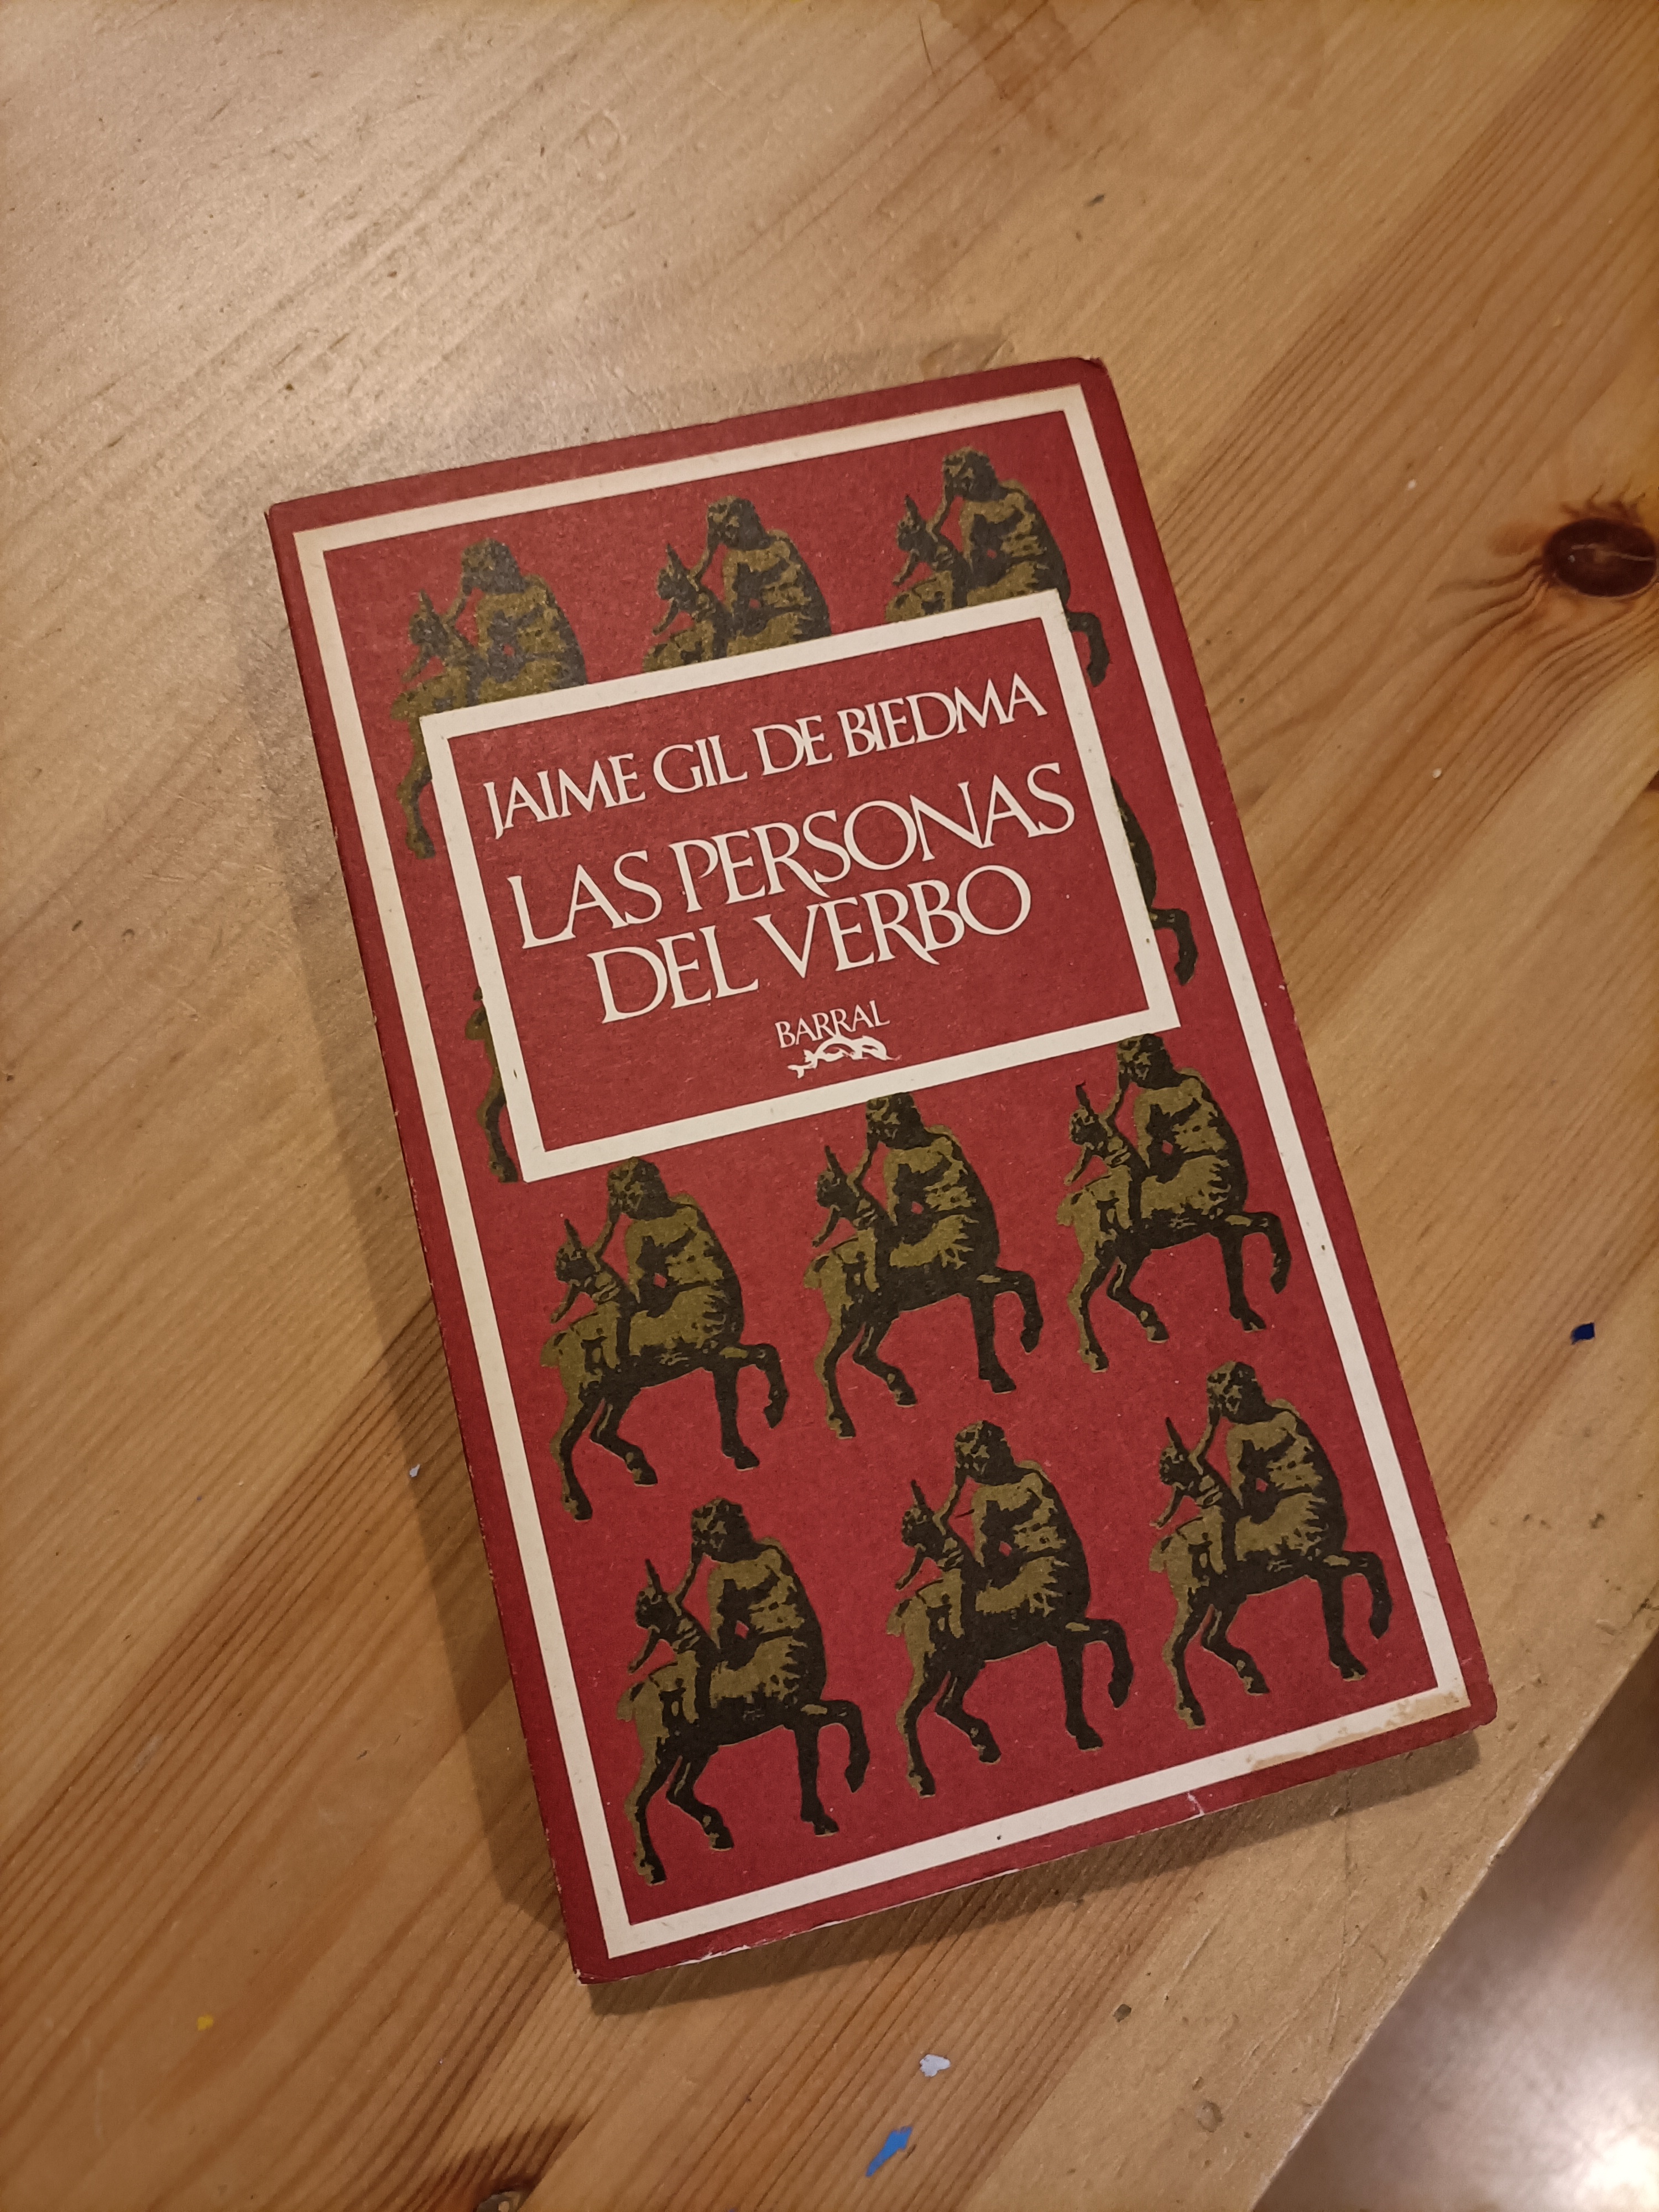 JAIME GIL DE BIEDMA
LAS PERSONAS
DEL VERBO
BARRAL